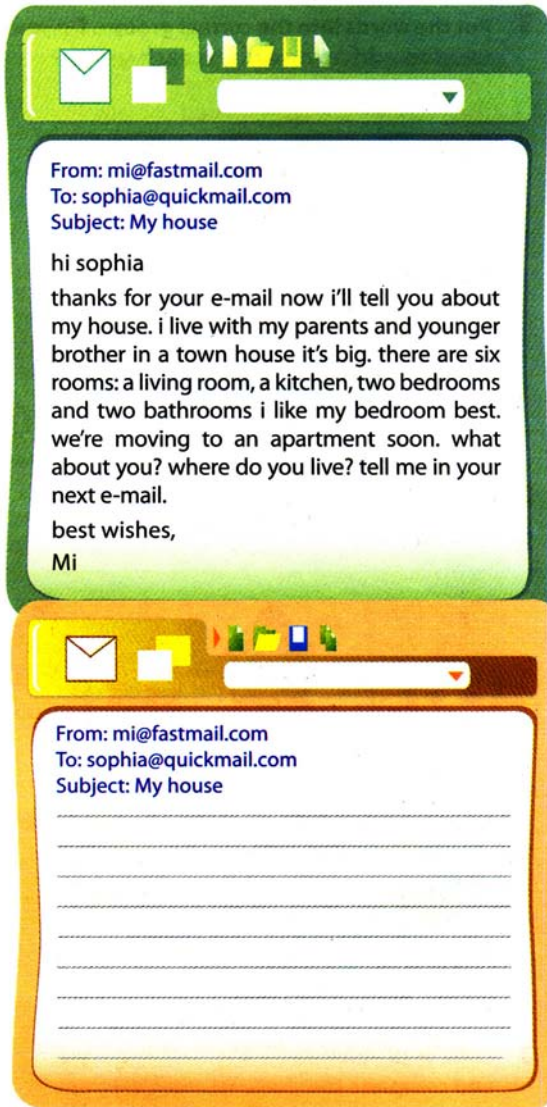 From: mi@fastmail.com
To: sophia@quickmail.com
Subject: My house
hi sophia
thanks for your e-mail now i'll tell you about
my house. i live with my parents and younger
brother in a town house it's big. there are six
rooms: a living room, a kitchen, two bedrooms
and two bathrooms i like my bedroom best.
we're moving to an apartment soon. what
about you? where do you live? tell me in your
next e-mail.
best wishes,
Mi
From: mi@fastmail.com
To: sophia@quickmail.com
Subject: My house